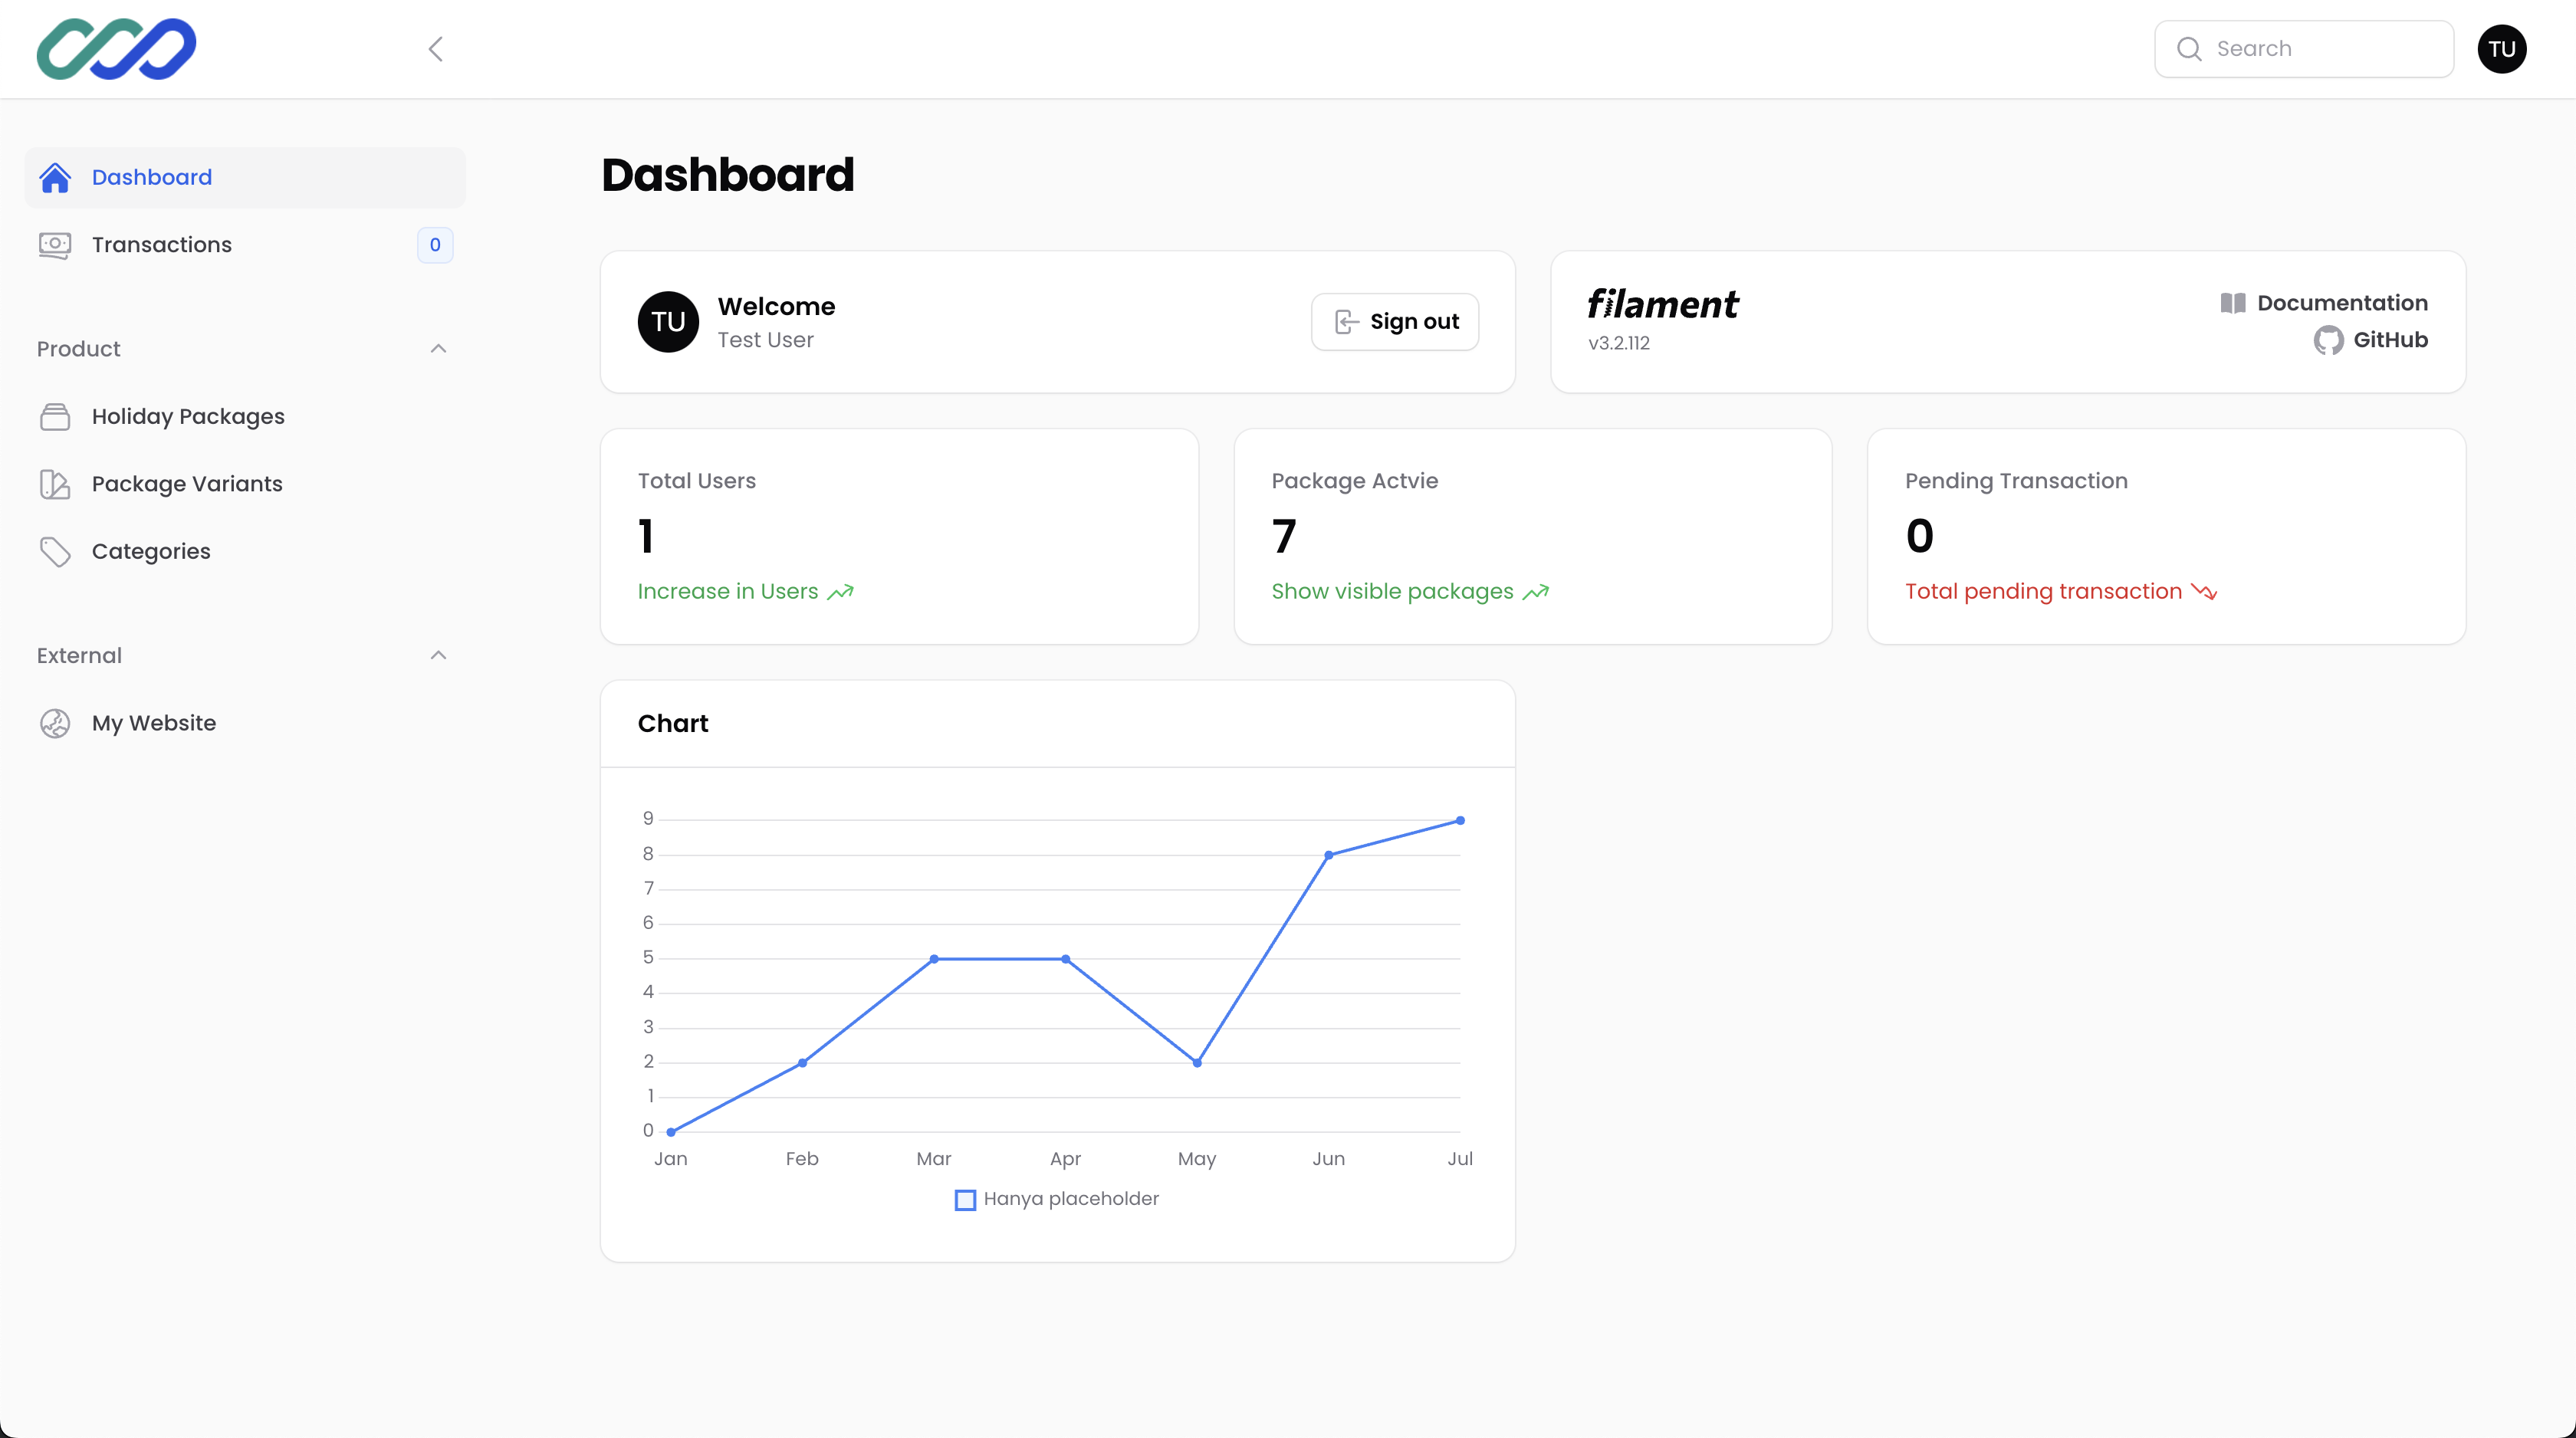 Search
TU
Dashboard
Transactions
0
Product
Holiday Packages
Package Variants
Categories
External
My Website
Dashboard
TU
Welcome
Test User
Sign out
filament
v3.2.112
Documentation
GitHub
Total Users
1
Increase in Users
Package Actvie
7
Show visible packages
Pending Transaction
0
Total pending transaction
Chart
9
8
7
6
5
4
3
2
1
0
Jan Feb Mar Apr May Jun Jul
Hanya placeholder